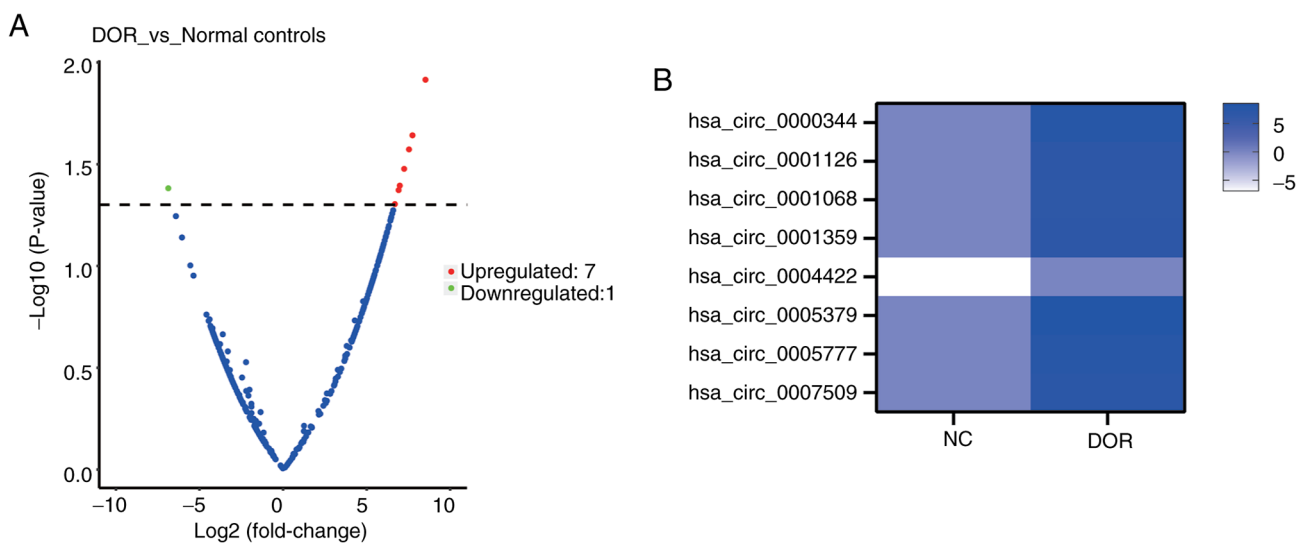 A
DOR_vs_Normal controls
2.0
1.5
1.0
0.5
0.0
−Log10 (P-value)
−10
−5
0
5
10
Log2 (fold-change)
Upregulated: 7
Downregulated:1
B
hsa_circ_0000344
hsa_circ_0001126
hsa_circ_0001068
hsa_circ_0001359
hsa_circ_0004422
hsa_circ_0005379
hsa_circ_0005777
hsa_circ_0007509
NC
DOR
5
0
−5